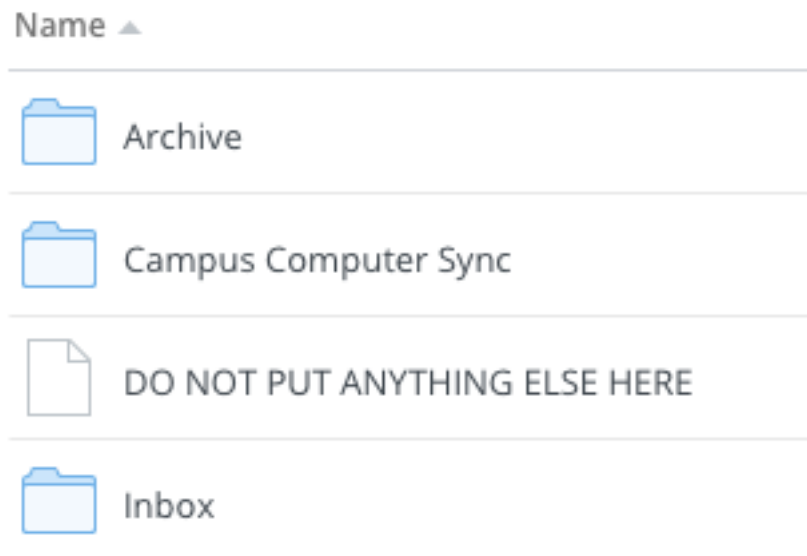 Name
Archive
Campus Computer Sync
DO NOT PUT ANYTHING ELSE HERE
Inbox